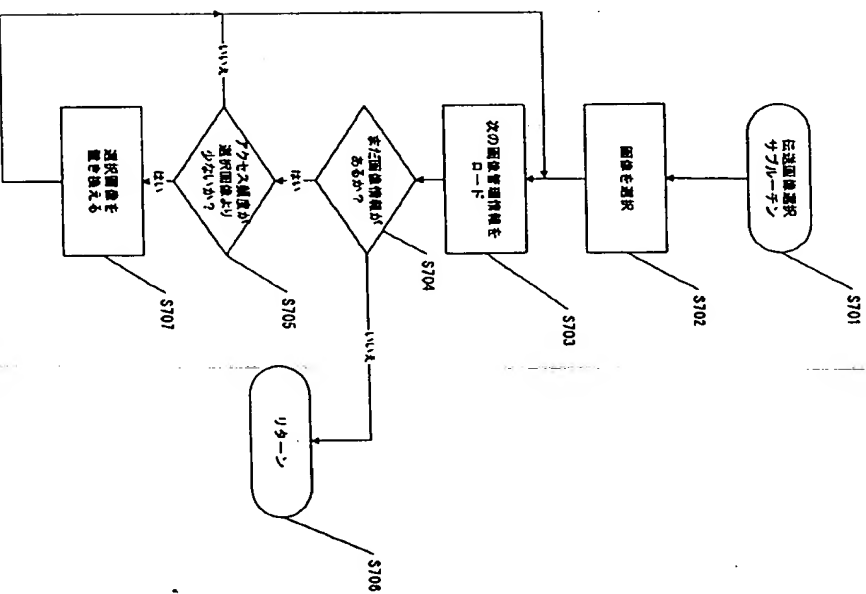 伝送画像選択
サブルーチン
S701
画像を選択
S702
次の画像管理情報を
ロード
S703
まだ画像情報が
あるか?
S704
いいえ
はい
アクセス頻度が
選択画像より
少ないか?
S705
いいえ
はい
選択画像を
置き換える
S707
リターン
S706